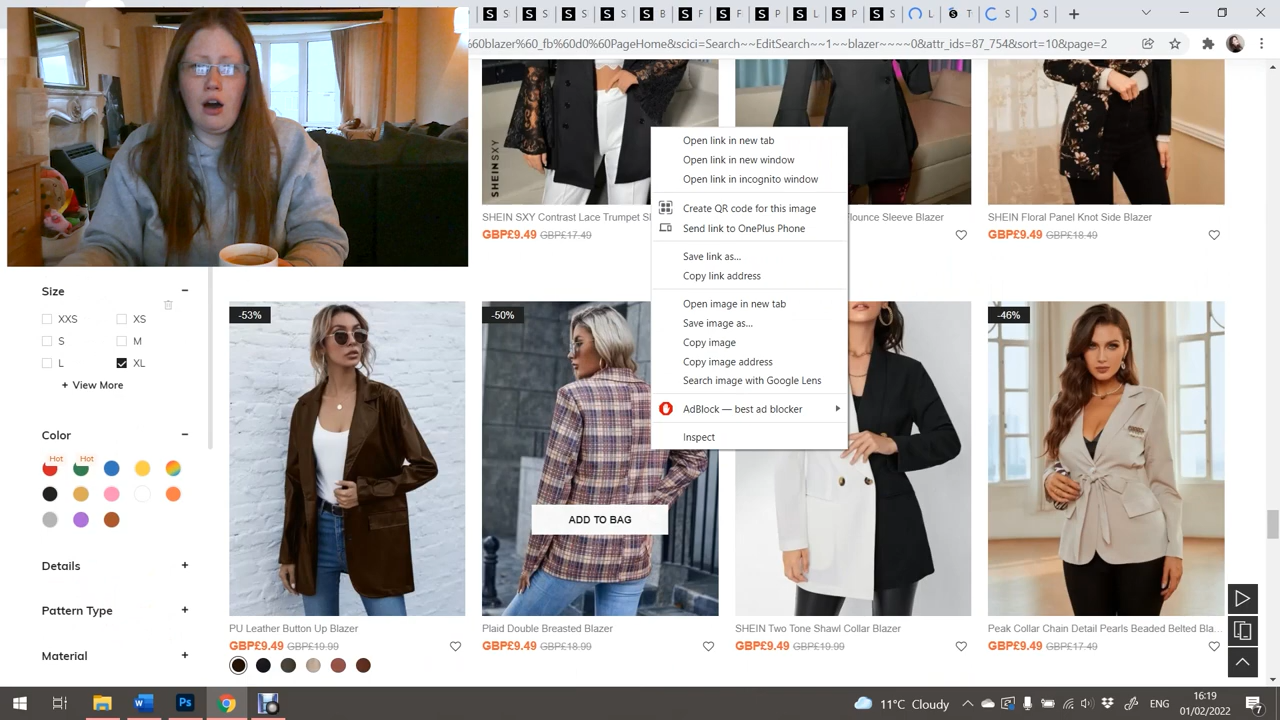 S
S
S
S
S
B
S
F
S
P
S
L
S
F
S
S
L
T
S
S
%60blazer%60_fb%60d0%60PageHome&scici=Search~~EditSearch~~1~~blazer~~~~0&attr_ids=87_754&sort=10&page=2
SHEIN SXY
SHEIN SXY Contrast Lace Trumpet Sl
GBP£9.49 GBP£17.49
Flounce Sleeve Blazer
SHEIN Floral Panel Knot Side Blazer
GBP£9.49 GBP£18.49
Open link in new tab
Open link in new window
Open link in incognito window
Create QR code for this image
Send link to OnePlus Phone
Save link as...
Copy link address
Open image in new tab
Save image as...
Copy image
Copy image address
Search image with Google Lens
AdBlock — best ad blocker
Inspect
Size
XXS
XS
S
M
L
XL
+ View More
Color
Hot
Hot
Details
Pattern Type
Material
-53%
PU Leather Button Up Blazer
GBP£9.49 GBP£19.99
-50%
ADD TO BAG
Plaid Double Breasted Blazer
GBP£9.49 GBP£18.99
SHEIN Two Tone Shawl Collar Blazer
GBP£9.49 GBP£19.99
-46%
Peak Collar Chain Detail Pearls Beaded Belted Bla...
GBP£9.49 GBP£17.49
11°C Cloudy
ENG
16:19
01/02/2022
7